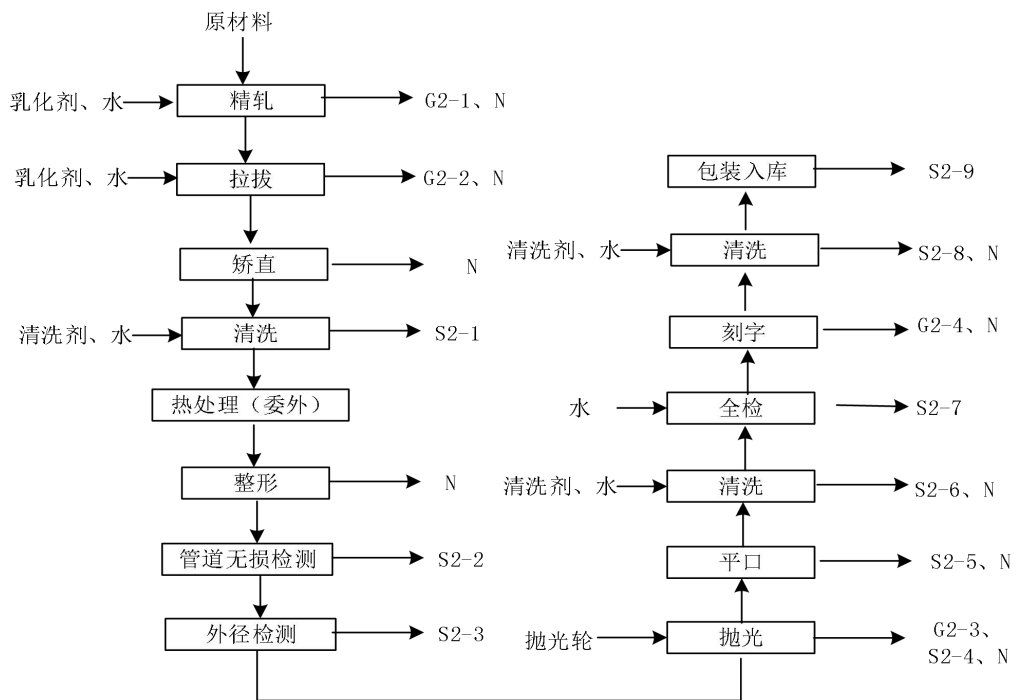 原材料
乳化剂、水
精轧
G2-1、N
乳化剂、水
拉拔
G2-2、N
矫直
N
清洗剂、水
清洗
S2-1
热处理（委外）
整形
N
管道无损检测
S2-2
外径检测
S2-3
抛光轮
抛光
G2-3、
S2-4、N
平口
S2-5、N
清洗剂、水
清洗
S2-6、N
水
全检
S2-7
刻字
G2-4、N
清洗剂、水
清洗
S2-8、N
包装入库
S2-9